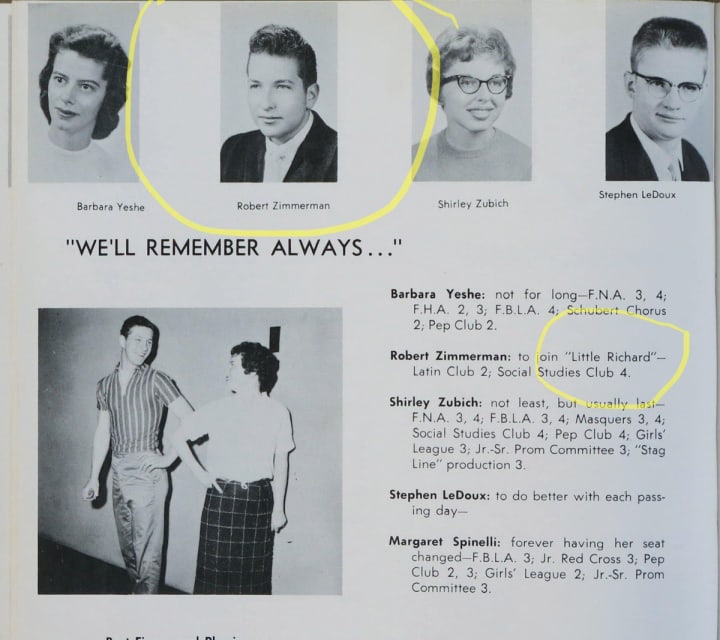 Barbara Yeshe Robert Zimmerman Shirley Zubich Stephen LeDoux
"WE'LL REMEMBER ALWAYS..."
Barbara Yeshe: not for long—F.N.A. 3, 4;
F.H.A. 2, 3; F.B.L.A. 4; Schubert Chorus
2; Pep Club 2.
Robert Zimmerman: to join "Little Richard"—
Latin Club 2; Social Studies Club 4.
Shirley Zubich: not least, but usually last—
F.N.A. 3, 4; F.B.L.A. 3, 4; Masquers 3, 4;
Social Studies Club 4; Pep Club 4; Girls'
League 3; Jr.-Sr. Prom Committee 3; "Stag
Line" production 3.
Stephen LeDoux: to do better with each pass-
ing day—
Margaret Spinelli: forever having her seat
changed—F.B.L.A. 3; Jr. Red Cross 3; Pep
Club 2, 3; Girls' League 2; Jr.-Sr. Prom
Committee 3.